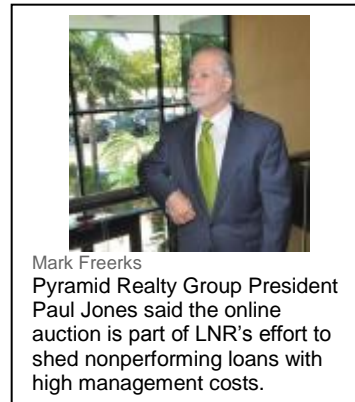 Mark Freerks
Pyramid Realty Group President
Paul Jones said the online
auction is part of LNR's effort to
shed nonperforming loans with
high management costs.